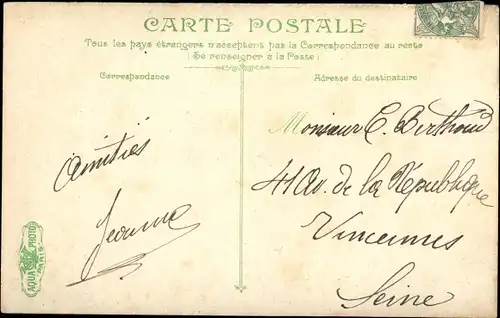 CARTE POSTALE
Tous les pays étrangers n'acceptent pas la Correspondance au recto
(Se renseigner à la Poste)
Correspondance
Adresse du destinataire
Amitiés
Jeanne
Monsieur E. Berthoud
41 Av. de la République
Vincennes
Seine
AQUA PHOTO
PARIS